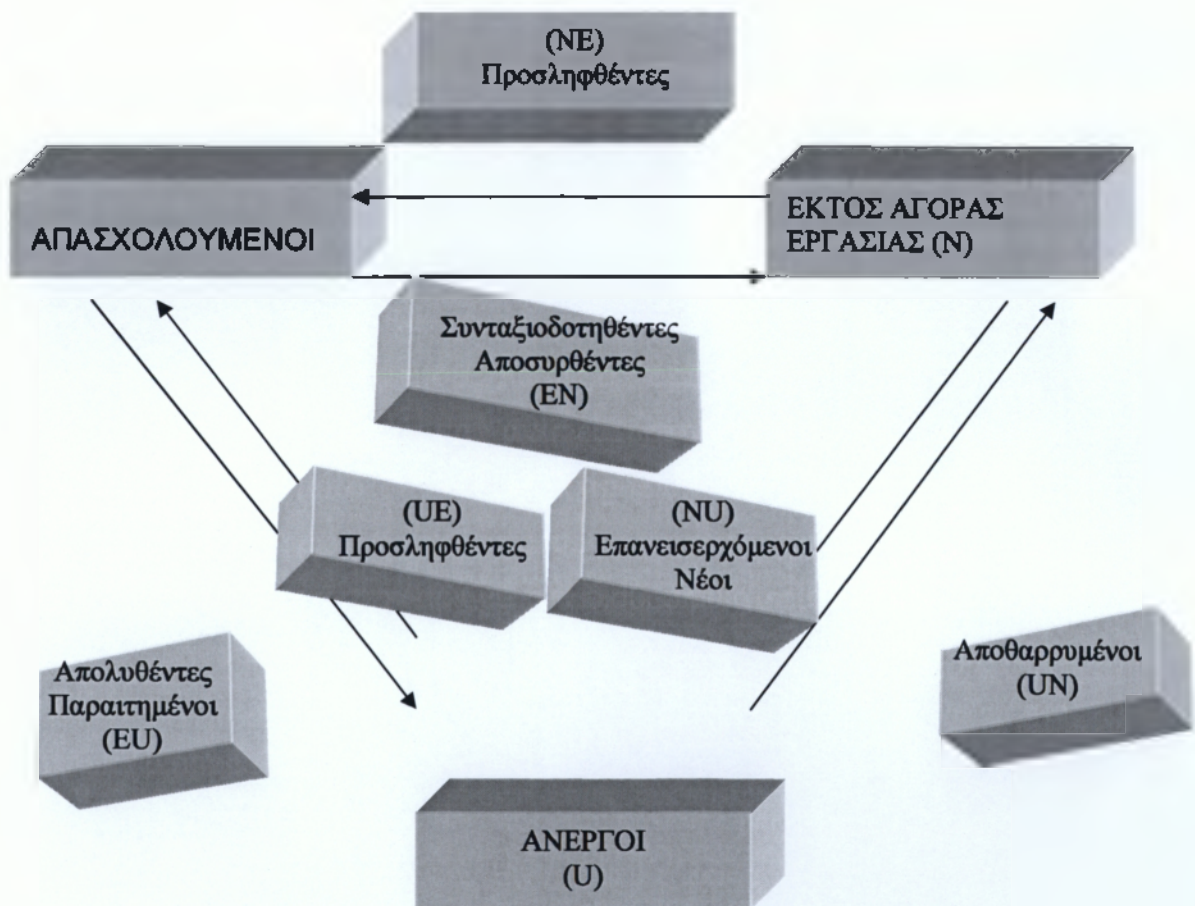 (NE)
Προσληφθέντες
ΑΠΑΣΧΟΛΟΥΜΕΝΟΙ
ΕΚΤΟΣ ΑΓΟΡΑΣ
ΕΡΓΑΣΙΑΣ (N)
Συνταξιοδοτηθέντες
Αποσυρθέντες
(EN)
(UE)
Προσληφθέντες
(NU)
Επανεισερχόμενοι
Νέοι
Απολυθέντες
Παραιτημένοι
(EU)
Αποθαρρυμένοι
(UN)
ΑΝΕΡΓΟΙ
(U)